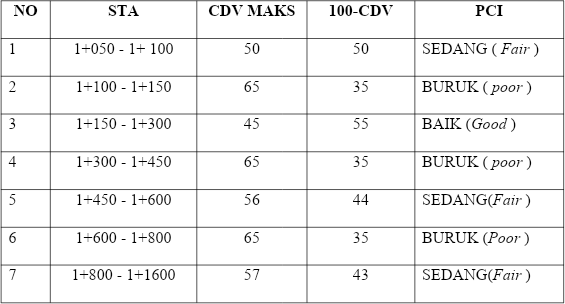 NO STA CDV MAKS 100-CDV PCI
1 1+050 - 1+ 100 50 50 SEDANG ( Fair )
2 1+100 - 1+150 65 35 BURUK ( poor )
3 1+150 - 1+300 45 55 BAIK (Good )
4 1+300 - 1+450 65 35 BURUK ( poor )
5 1+450 - 1+600 56 44 SEDANG(Fair )
6 1+600 - 1+800 65 35 BURUK (Poor )
7 1+800 - 1+1600 57 43 SEDANG(Fair )